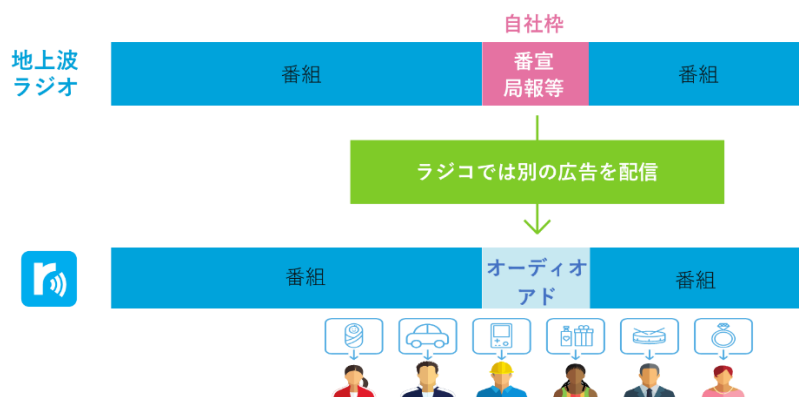 自社枠
地上波
ラジオ
番組
番宣
局報等
番組
ラジコでは別の広告を配信
r
番組
オーディオ
アド
番組